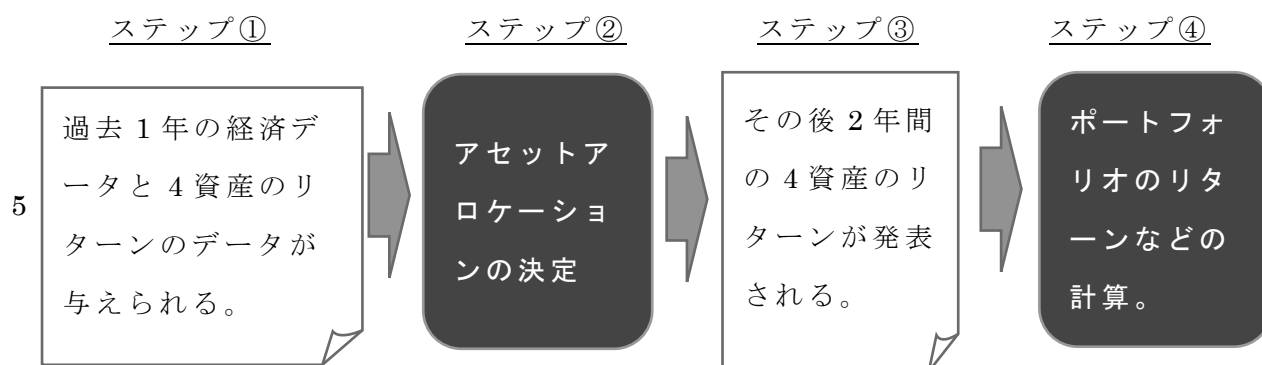 ステップ①
ステップ②
ステップ③
ステップ④
5
過去1年の経済デ
ータと4資産のリ
ターンのデータが
与えられる。
アセットア
ロケーショ
ンの決定
その後2年間
の4資産のリ
ターンが発表
される。
ポートフォ
リオのリタ
ーンなどの
計算。